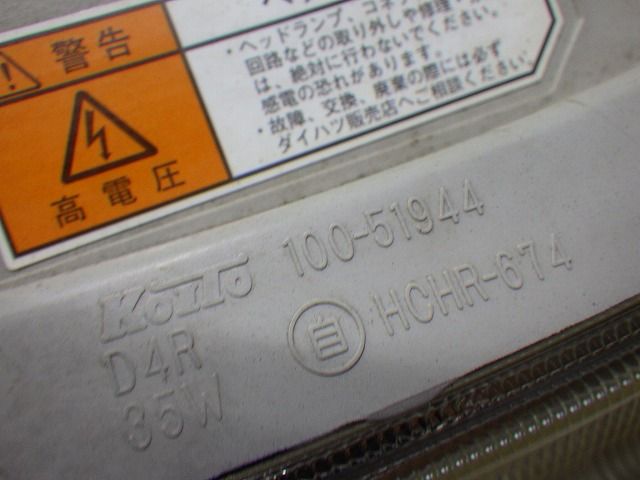 警告
高電圧
・ヘッドランプ、コネ
回路などの取り外しや修理・
は、絶対に行わないでください。
感電の恐れがあります。
・故障、交換、廃棄の際には必ず
ダイハツ販売店へご相談ください。
KOITO 100-51944
D4R 自 HCHR-674
35W